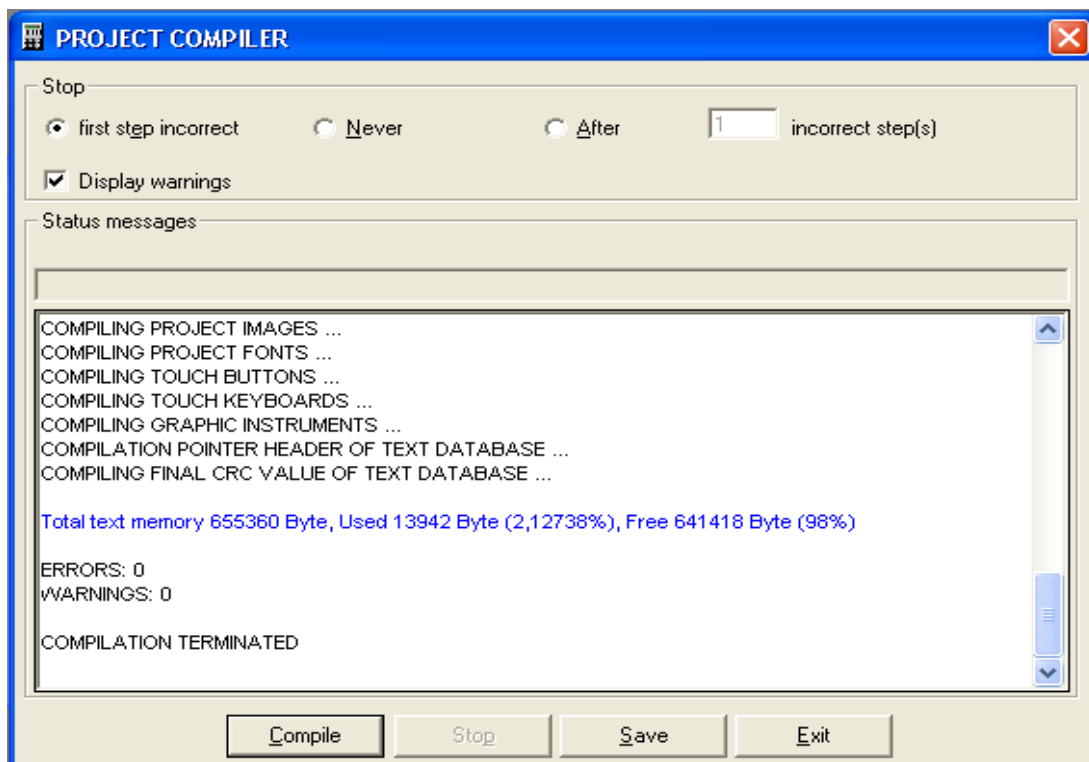 PROJECT COMPILER
Stop
first step incorrect Never After 1 incorrect step(s)
Display warnings
Status messages
COMPILING PROJECT IMAGES ...
COMPILING PROJECT FONTS ...
COMPILING TOUCH BUTTONS ...
COMPILING TOUCH KEYBOARDS ...
COMPILING GRAPHIC INSTRUMENTS ...
COMPILATION POINTER HEADER OF TEXT DATABASE ...
COMPILING FINAL CRC VALUE OF TEXT DATABASE ...
Total text memory 655360 Byte, Used 13942 Byte (2,12738%), Free 641418 Byte (98%)
ERRORS: 0
WARNINGS: 0
COMPILATION TERMINATED
Compile Stop Save Exit